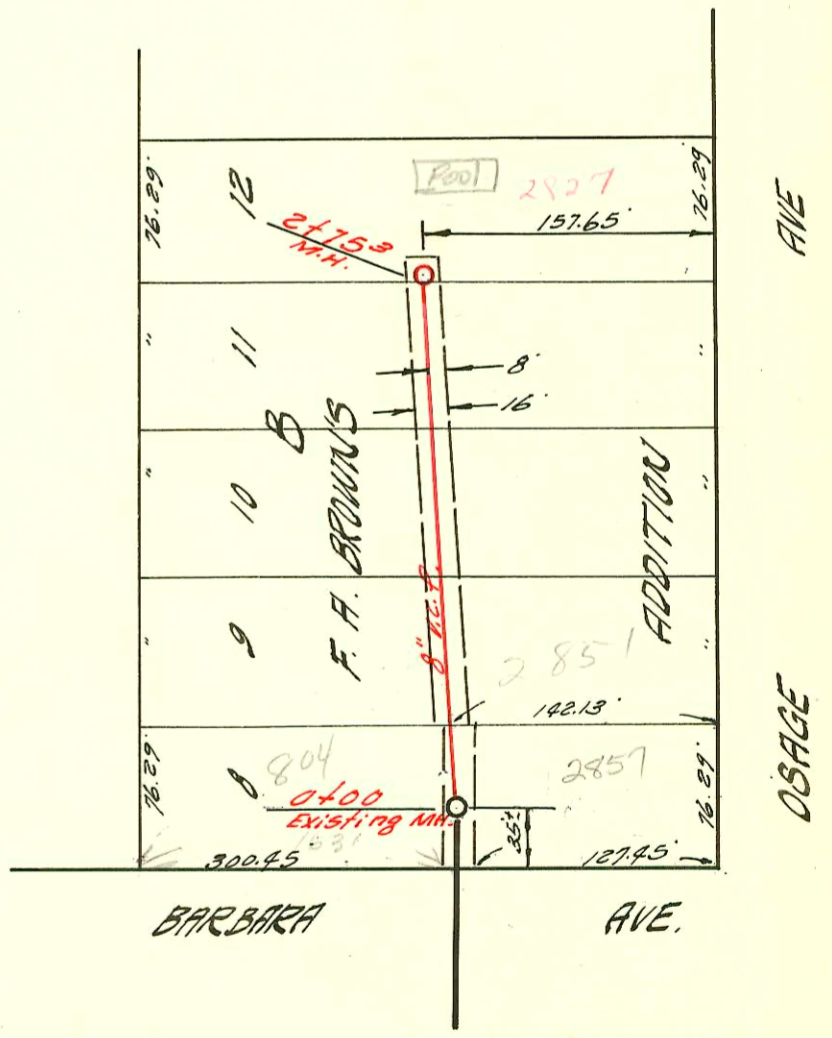 76.29'
12
Pool
2827
76.29
157.65'
2+75³
M.H.
AVE
"
11
8'
"
16'
B
F. A. BROWN'S
ADDITION
"
10
"
"
9
8" V.C.P.
"
2851
142.13'
76.29'
8
804
2857
76.29'
OSAGE
0+00
Existing MH.
35'±
300.45
127.45'
BARBARA AVE.